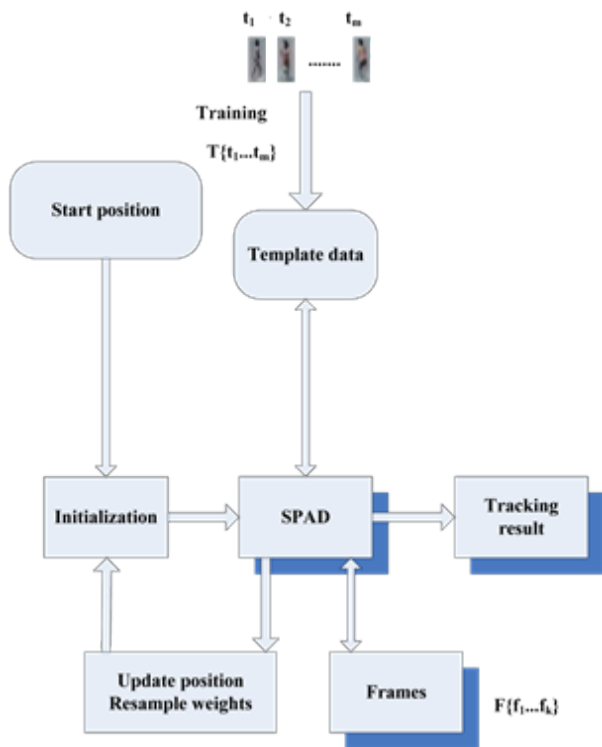 t₁ t₂ tₘ
.......
Training
T{t₁...tₘ}
Start position
Template data
Initialization
SPAD
Tracking
result
Update position
Resample weights
Frames
F{f₁...fₖ}